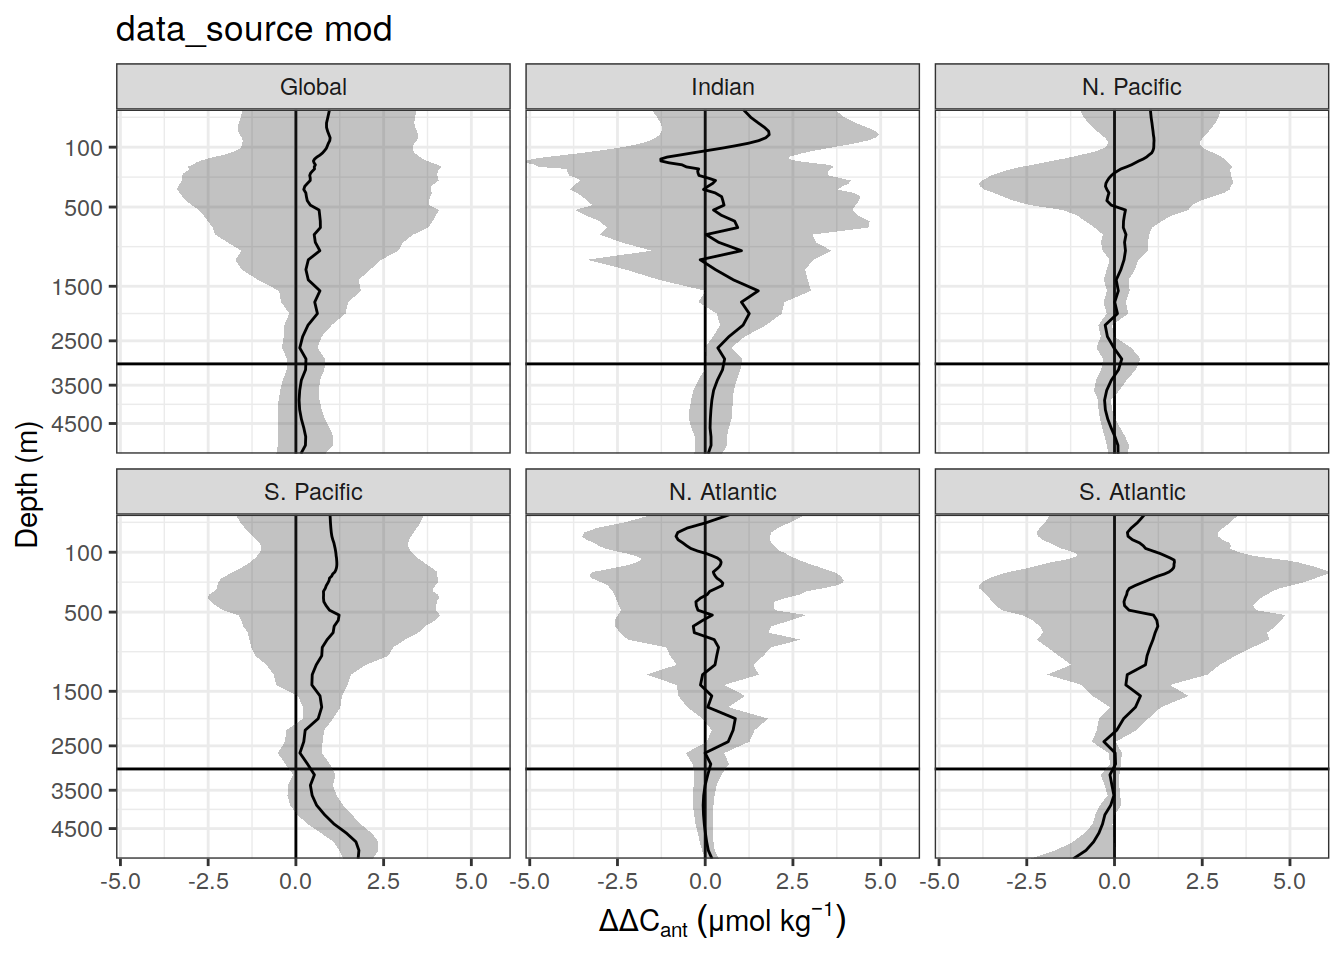 data_source mod
Global
Indian
N. Pacific
100
500
1500
2500
3500
4500
S. Pacific
N. Atlantic
S. Atlantic
100
500
1500
2500
3500
4500
-5.0 -2.5 0.0 2.5 5.0
-5.0 -2.5 0.0 2.5 5.0
-5.0 -2.5 0.0 2.5 5.0
Depth (m)
ΔΔCant (μmol kg−1)